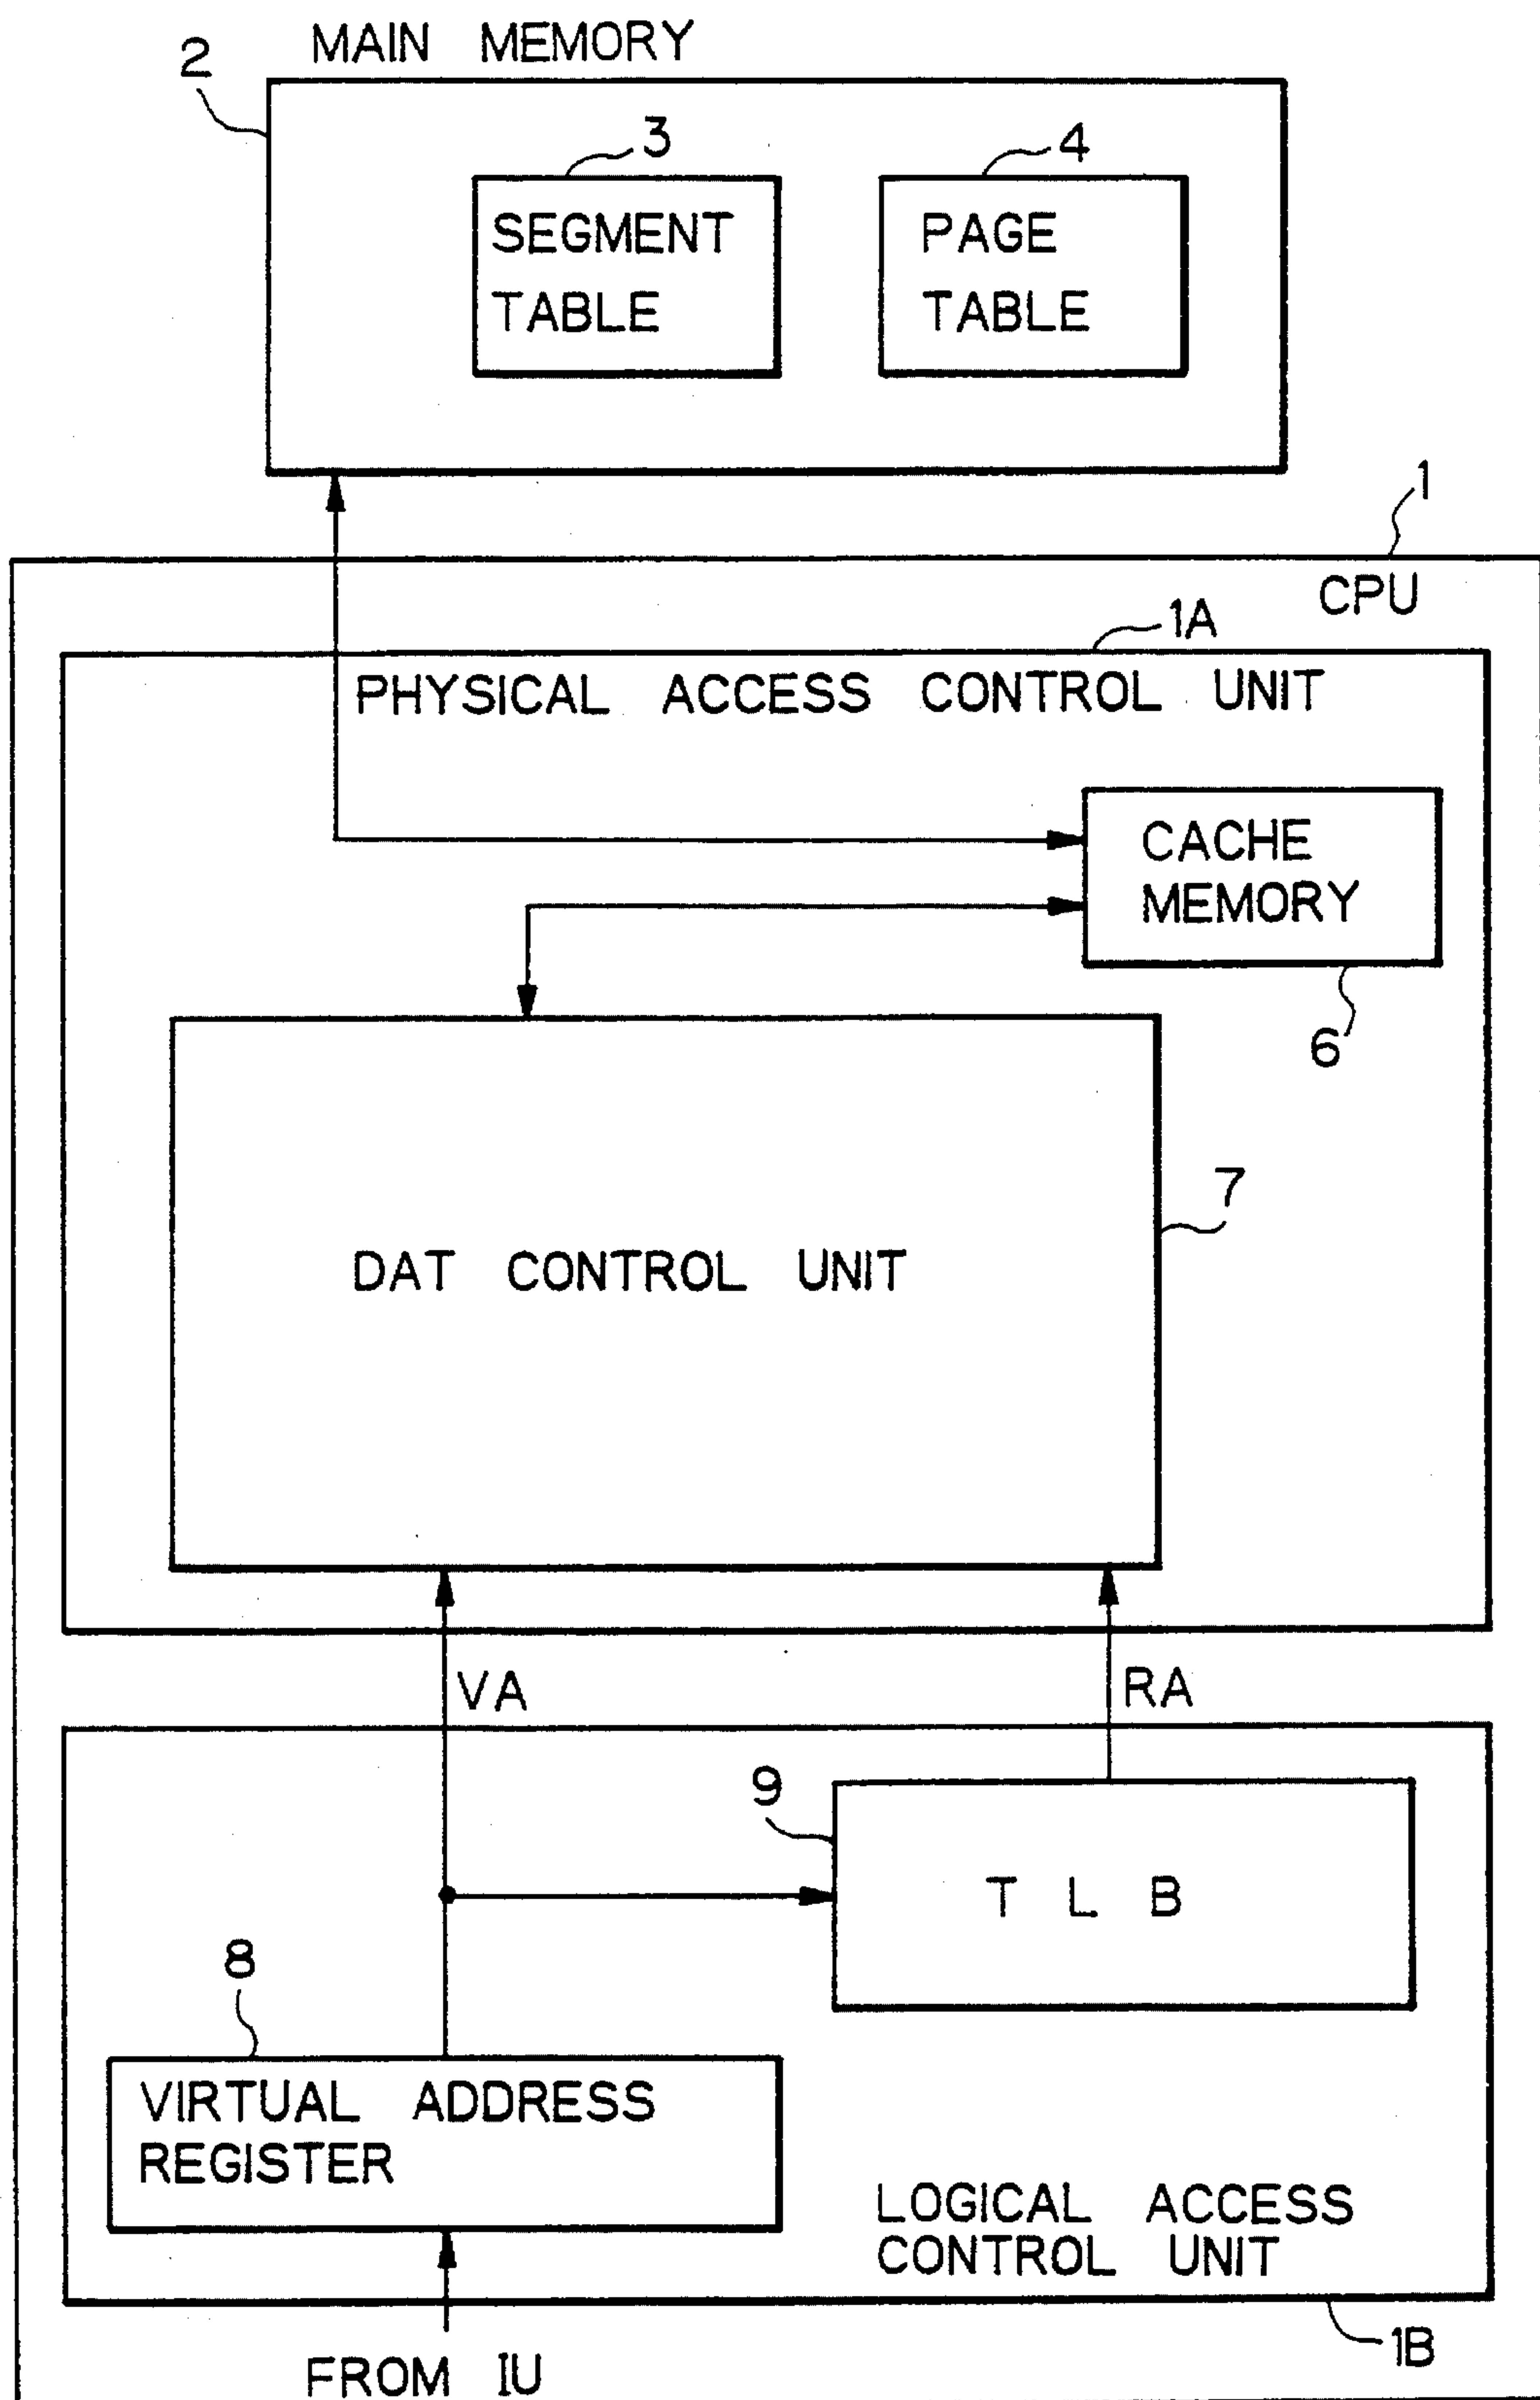 2
MAIN MEMORY
3
4
SEGMENT
TABLE
PAGE
TABLE
1
CPU
1A
PHYSICAL ACCESS CONTROL UNIT
CACHE
MEMORY
6
7
DAT CONTROL UNIT
VA
RA
9
T L B
8
VIRTUAL ADDRESS
REGISTER
LOGICAL ACCESS
CONTROL UNIT
1B
FROM IU